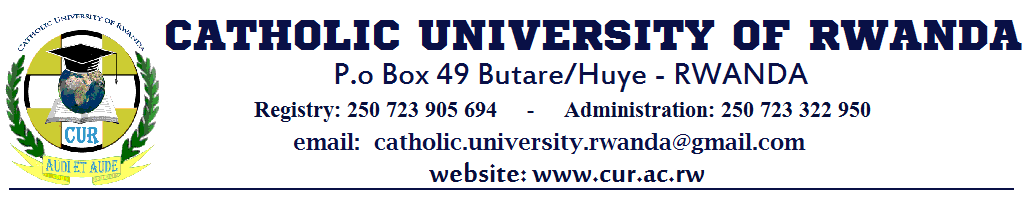 CATHOLIC UNIVERSITY OF RWANDA
CUR
AUDI ET AUDE
CATHOLIC UNIVERSITY OF RWANDA
P.o Box 49 Butare/Huye - RWANDA
Registry: 250 723 905 694 - Administration: 250 723 322 950
email: catholic.university.rwanda@gmail.com
website: www.cur.ac.rw